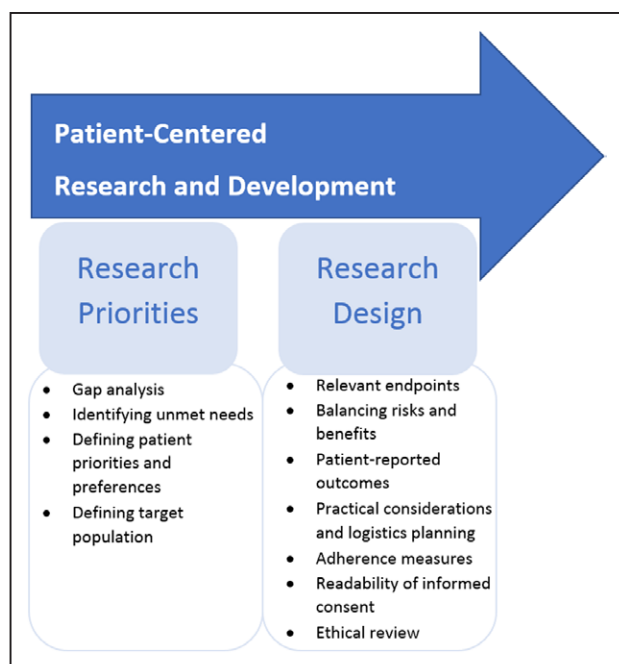 Patient-Centered
Research and Development
Research
Priorities
• Gap analysis
• Identifying unmet needs
• Defining patient
priorities and
preferences
• Defining target
population
Research
Design
• Relevant endpoints
• Balancing risks and
benefits
• Patient-reported
outcomes
• Practical considerations
and logistics planning
• Adherence measures
• Readability of informed
consent
• Ethical review